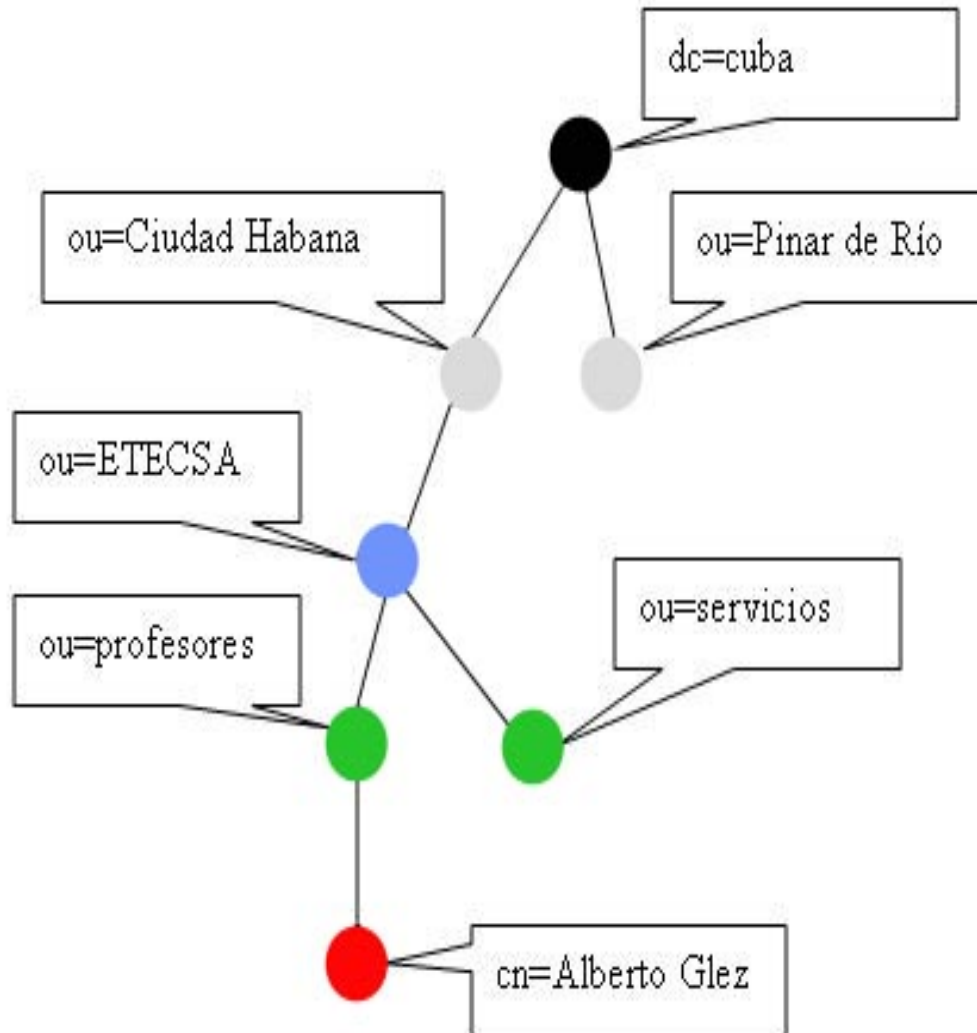 dc=cuba
ou=Ciudad Habana
ou=Pinar de Río
ou=ETECSA
ou=servicios
ou=profesores
cn=Alberto Glez